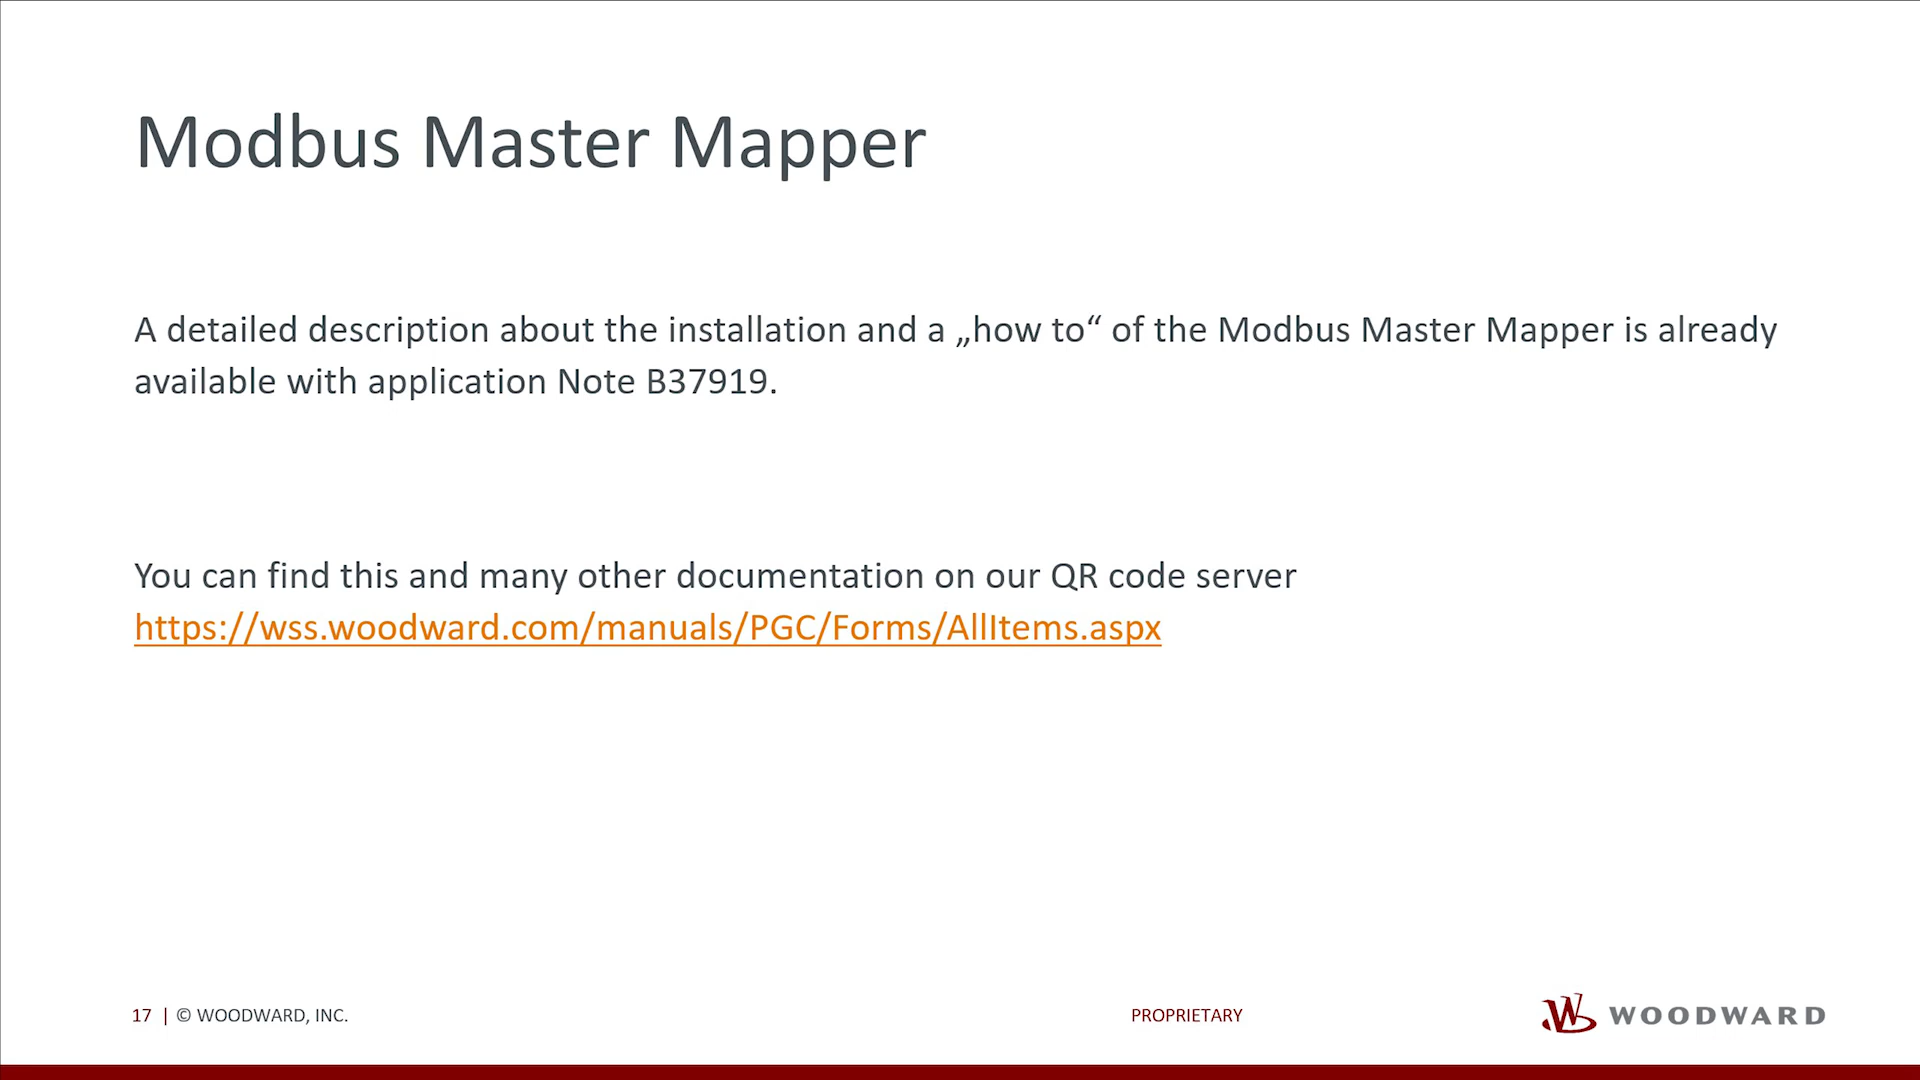 Modbus Master Mapper
A detailed description about the installation and a „how to“ of the Modbus Master Mapper is already
available with application Note B37919.
You can find this and many other documentation on our QR code server
https://wss.woodward.com/manuals/PGC/Forms/AllItems.aspx
17 | © WOODWARD, INC.
PROPRIETARY
WOODWARD